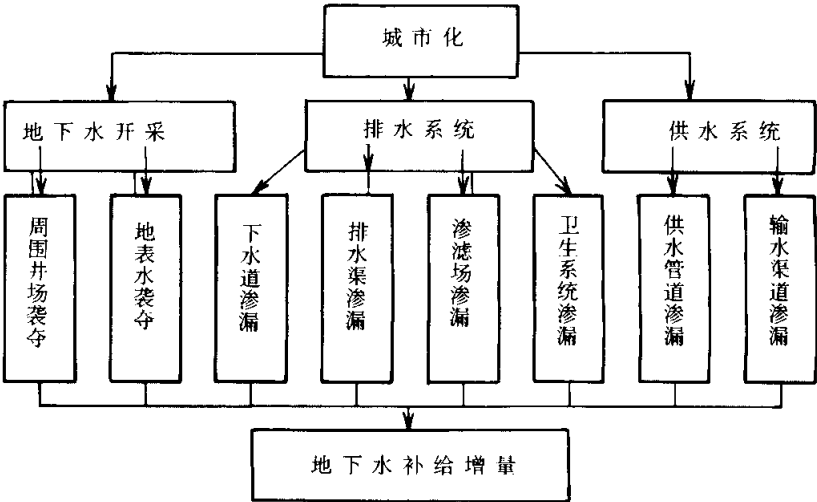 城市化
地下水开采
排水系统
供水系统
周围井场袭夺
地表水袭夺
下水道渗漏
排水渠渗漏
渗滤场渗漏
卫生系统渗漏
供水管道渗漏
输水渠道渗漏
地下水补给增量